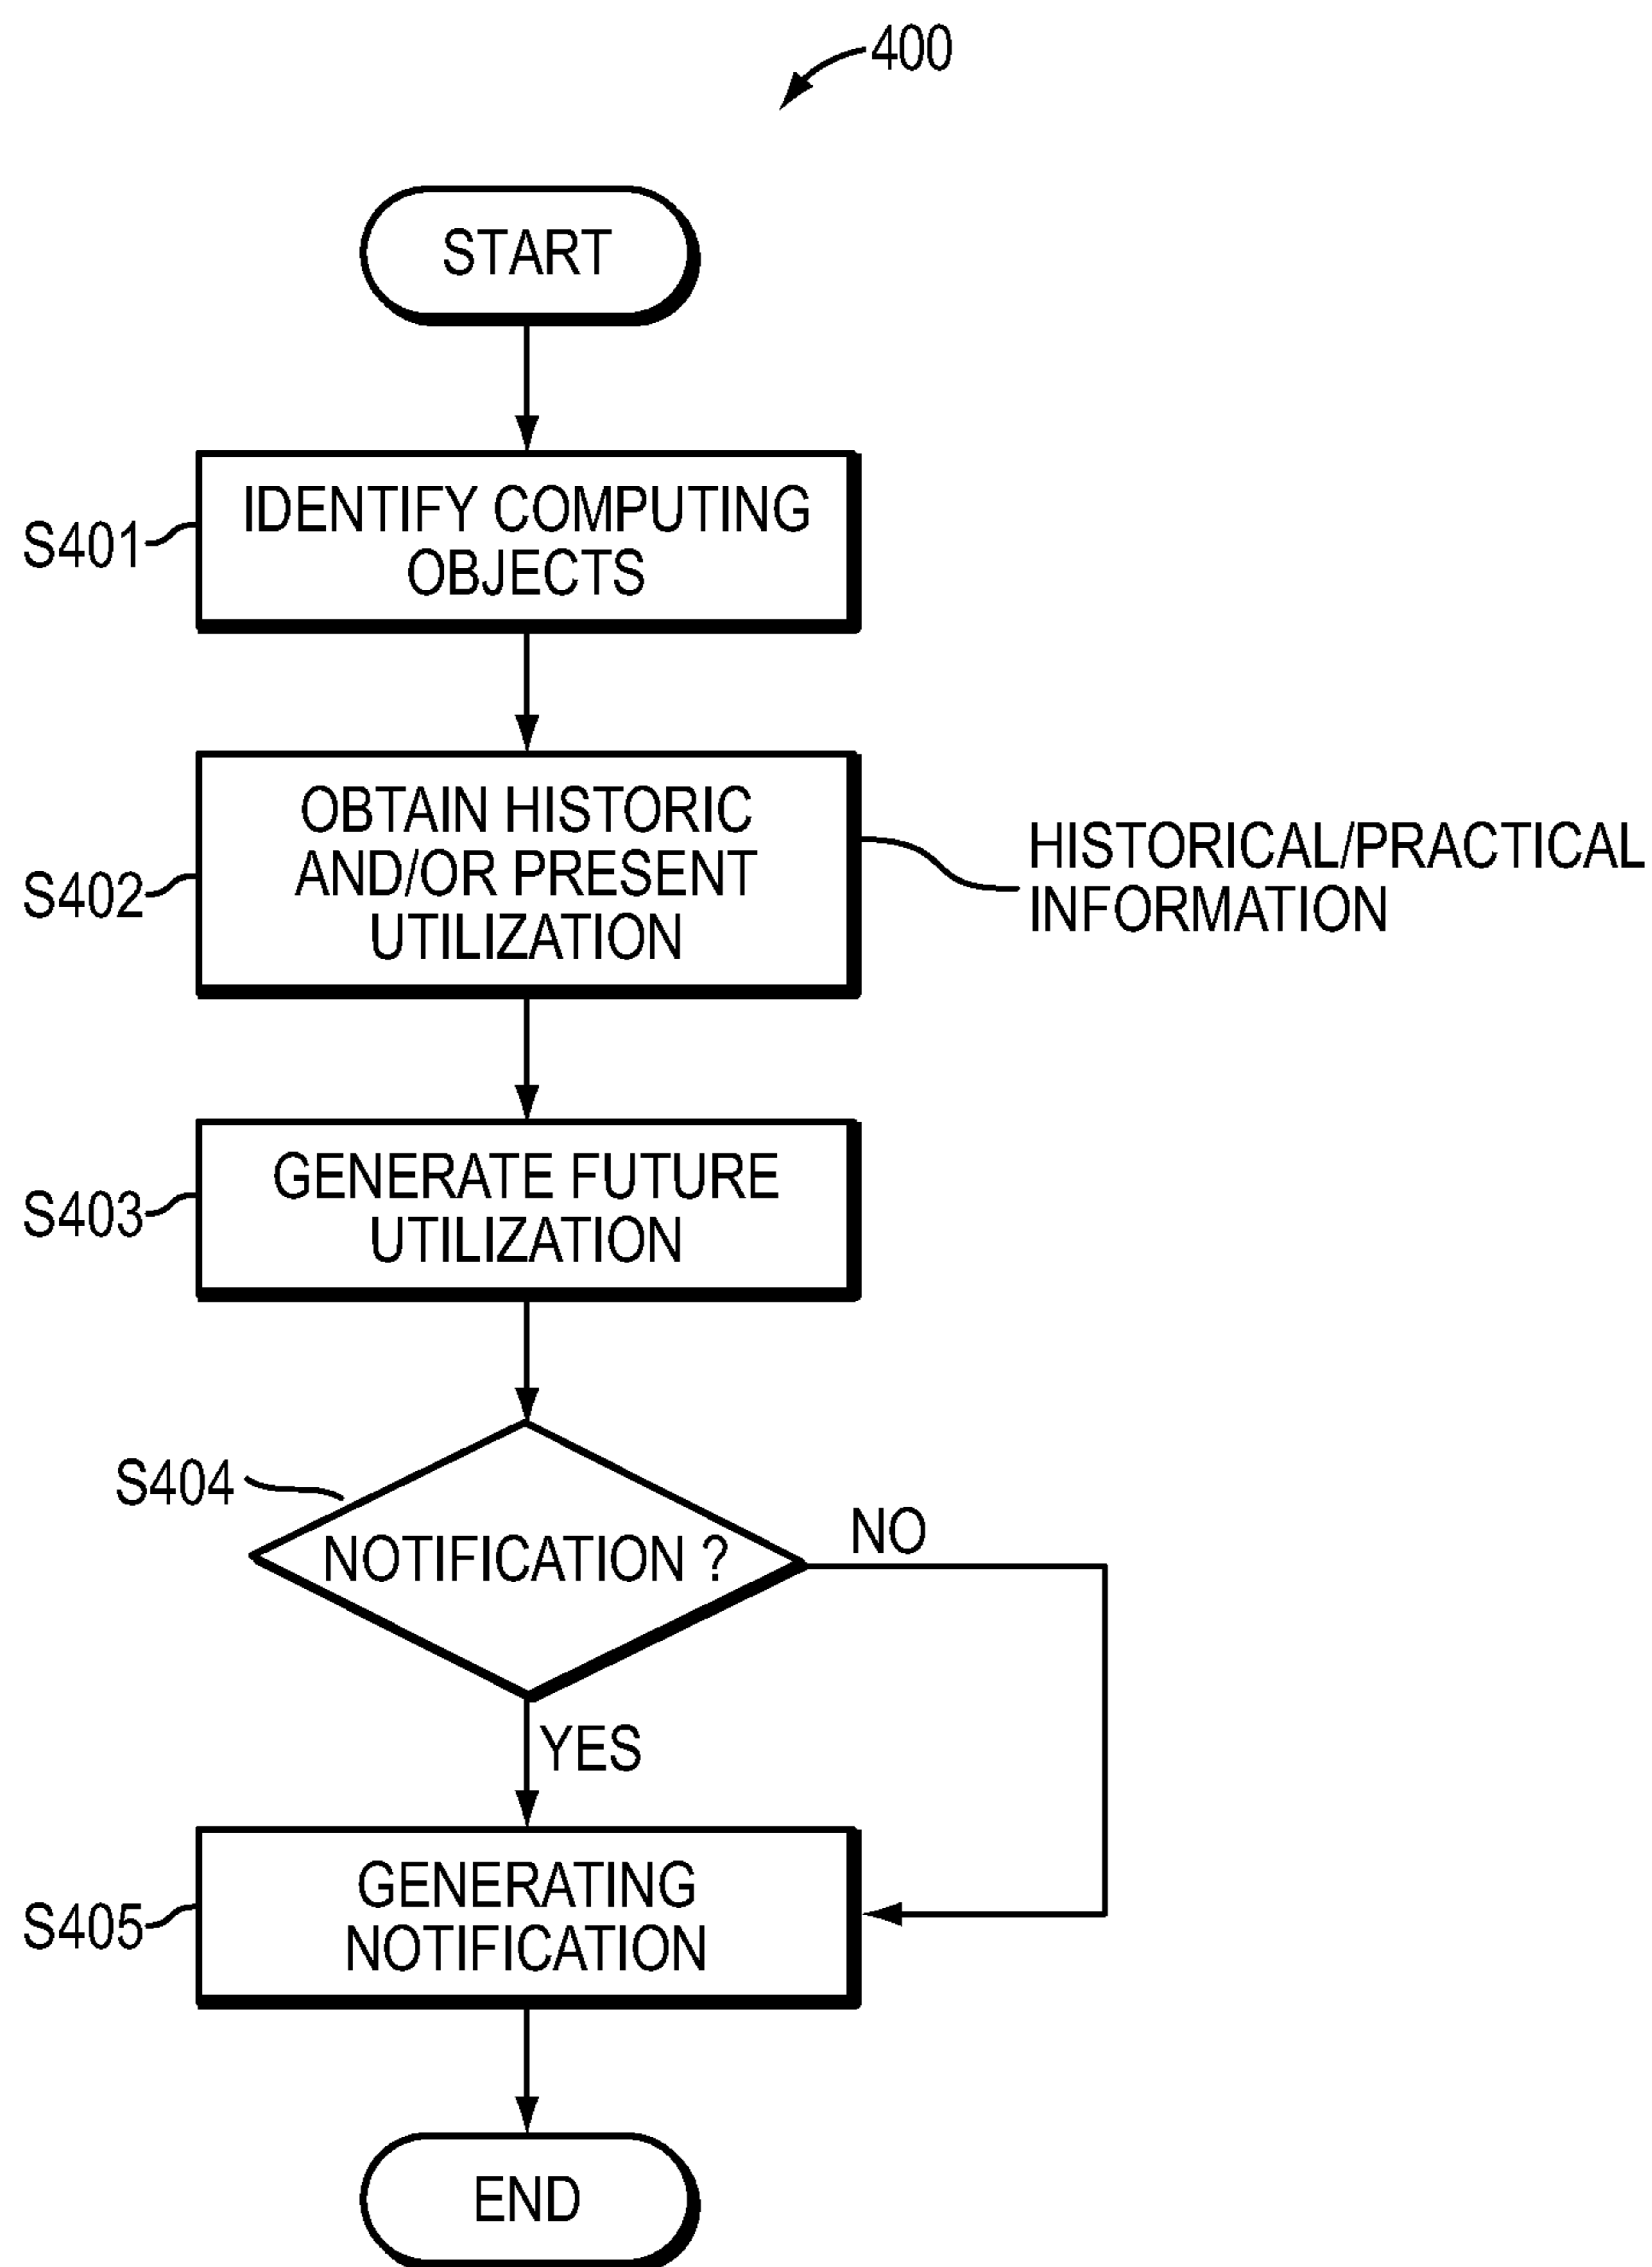 400
START
S401
IDENTIFY COMPUTING
OBJECTS
S402
OBTAIN HISTORIC
AND/OR PRESENT
UTILIZATION
HISTORICAL/PRACTICAL
INFORMATION
S403
GENERATE FUTURE
UTILIZATION
S404
NOTIFICATION ?
NO
YES
S405
GENERATING
NOTIFICATION
END